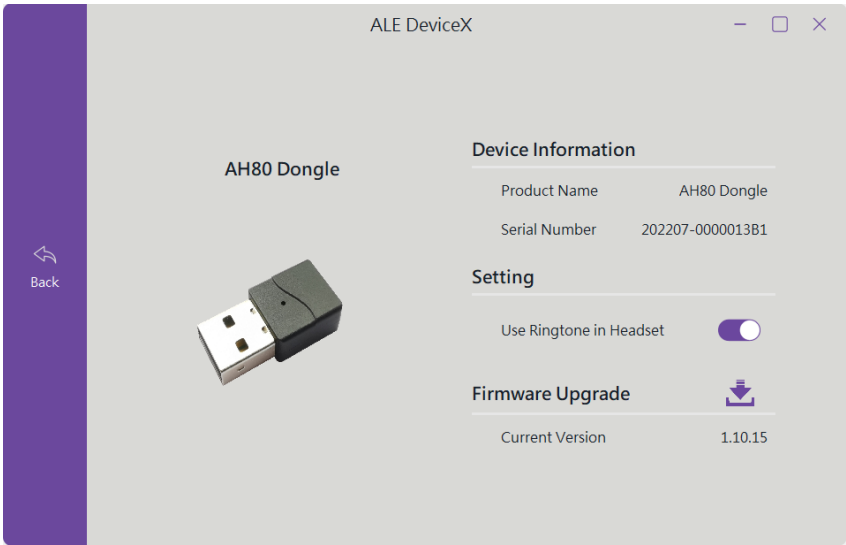 ALE DeviceX
Back
AH80 Dongle
Device Information
Product Name AH80 Dongle
Serial Number 202207-0000013B1
Setting
Use Ringtone in Headset
Firmware Upgrade
Current Version 1.10.15